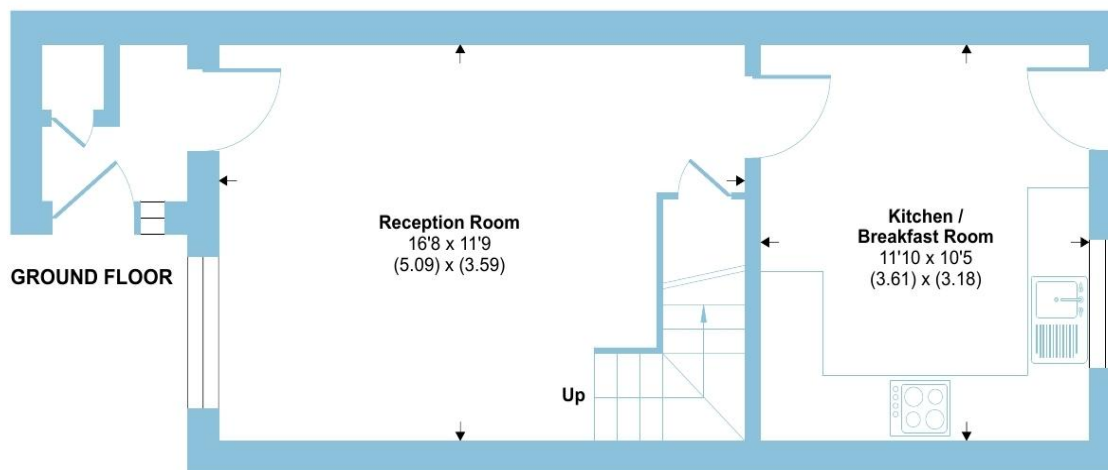 Reception Room
16'8 x 11'9
(5.09) x (3.59)
Kitchen /
Breakfast Room
11'10 x 10'5
(3.61) x (3.18)
GROUND FLOOR
Up